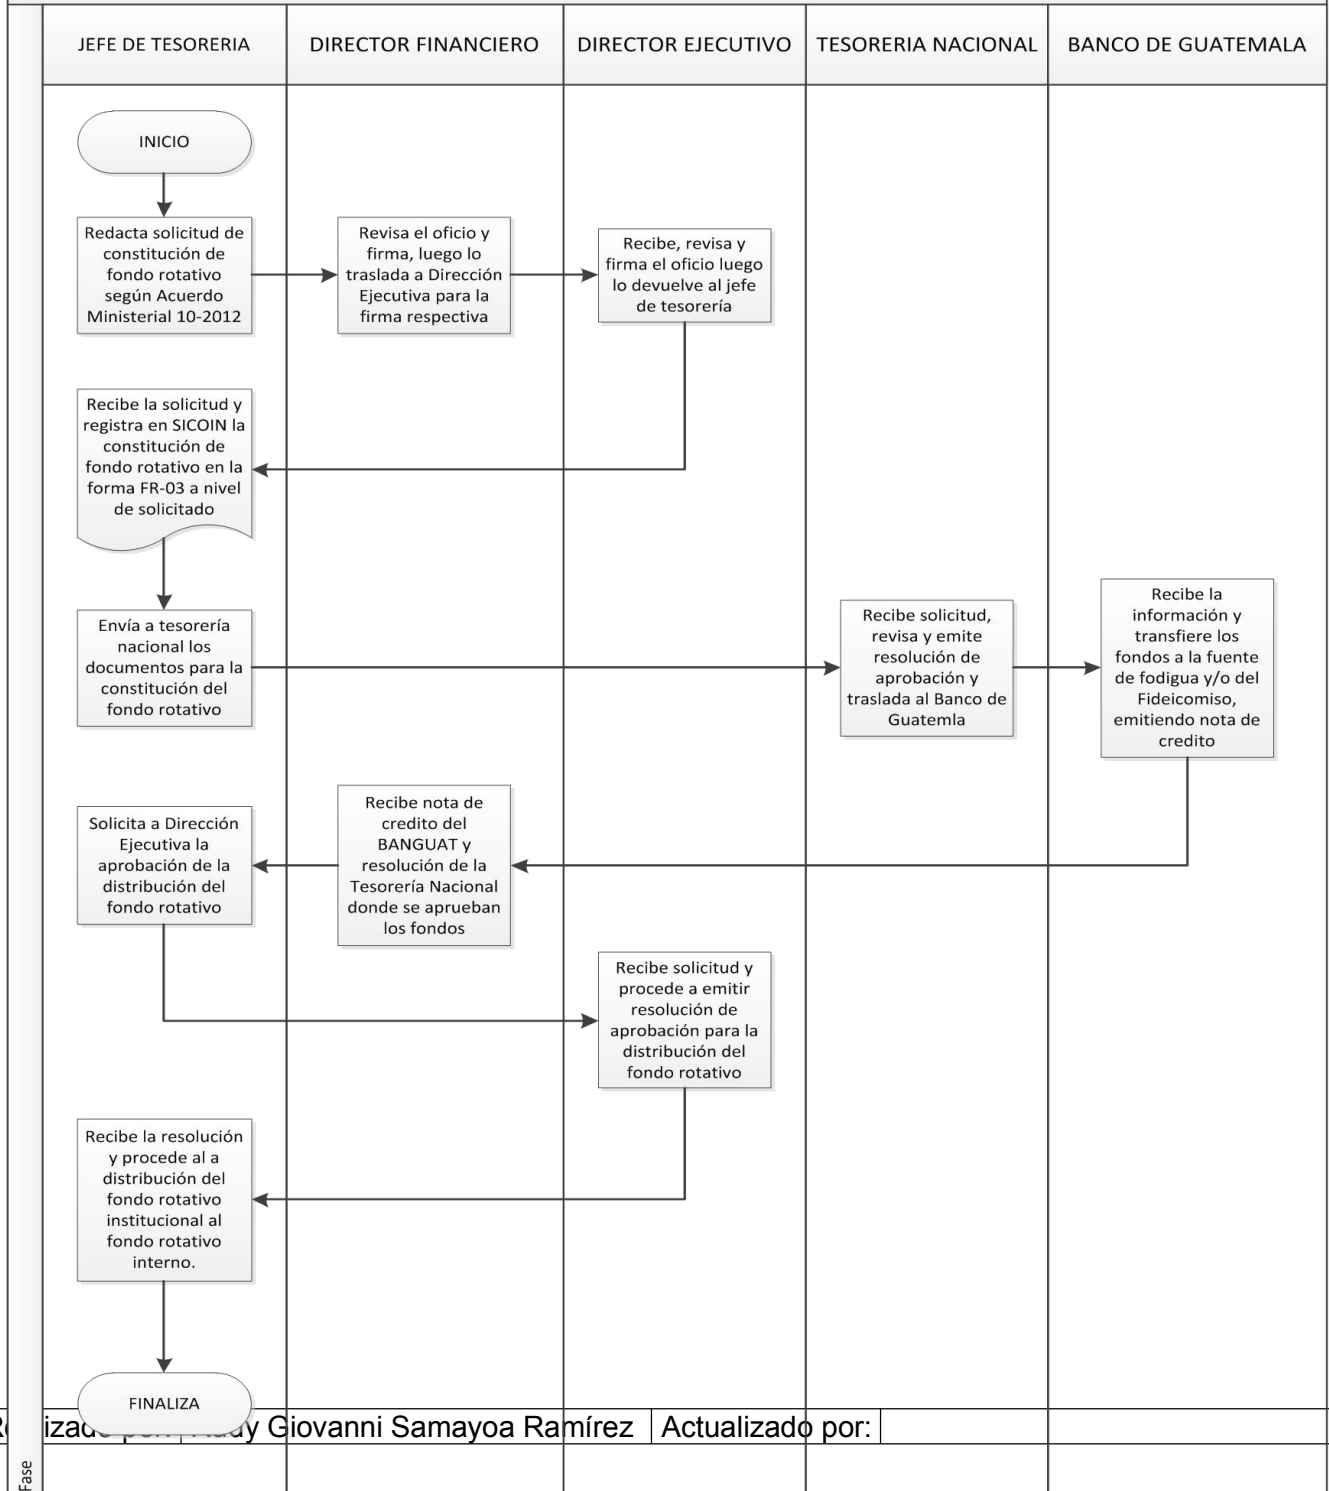 JEFE DE TESORERIA
DIRECTOR FINANCIERO
DIRECTOR EJECUTIVO
TESORERIA NACIONAL
BANCO DE GUATEMALA
INICIO
Redacta solicitud de
constitución de
fondo rotativo
según Acuerdo
Ministerial 10-2012
Revisa el oficio y
firma, luego lo
traslada a Dirección
Ejecutiva para la
firma respectiva
Recibe, revisa y
firma el oficio luego
lo devuelve al jefe
de tesorería
Recibe la solicitud y
registra en SICOIN la
constitución de
fondo rotativo en la
forma FR-03 a nivel
de solicitado
Envía a tesorería
nacional los
documentos para la
constitución del
fondo rotativo
Recibe solicitud,
revisa y emite
resolución de
aprobación y
traslada al Banco de
Guatemla
Recibe la
información y
transfiere los
fondos a la fuente
de fodigua y/o del
Fideicomiso,
emitiendo nota de
credito
Recibe nota de
credito del
BANGUAT y
resolución de la
Tesorería Nacional
donde se aprueban
los fondos
Solicita a Dirección
Ejecutiva la
aprobación de la
distribución del
fondo rotativo
Recibe solicitud y
procede a emitir
resolución de
aprobación para la
distribución del
fondo rotativo
Recibe la resolución
y procede al a
distribución del
fondo rotativo
institucional al
fondo rotativo
interno.
FINALIZA
Giovanni Samayoa Ramírez Actualizado por:
Fase